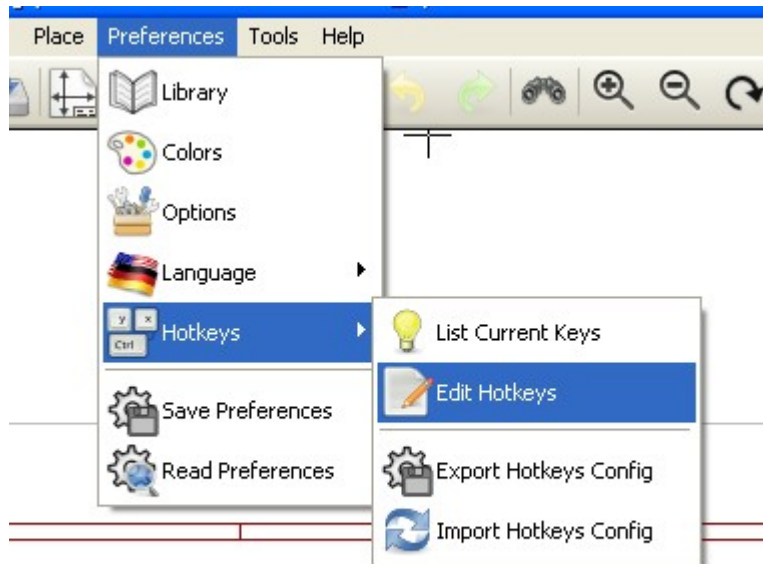 Place Preferences Tools Help
Library
Colors
Options
Language
y x
Ctrl
Hotkeys
List Current Keys
Edit Hotkeys
Save Preferences
Export Hotkeys Config
Read Preferences
Import Hotkeys Config